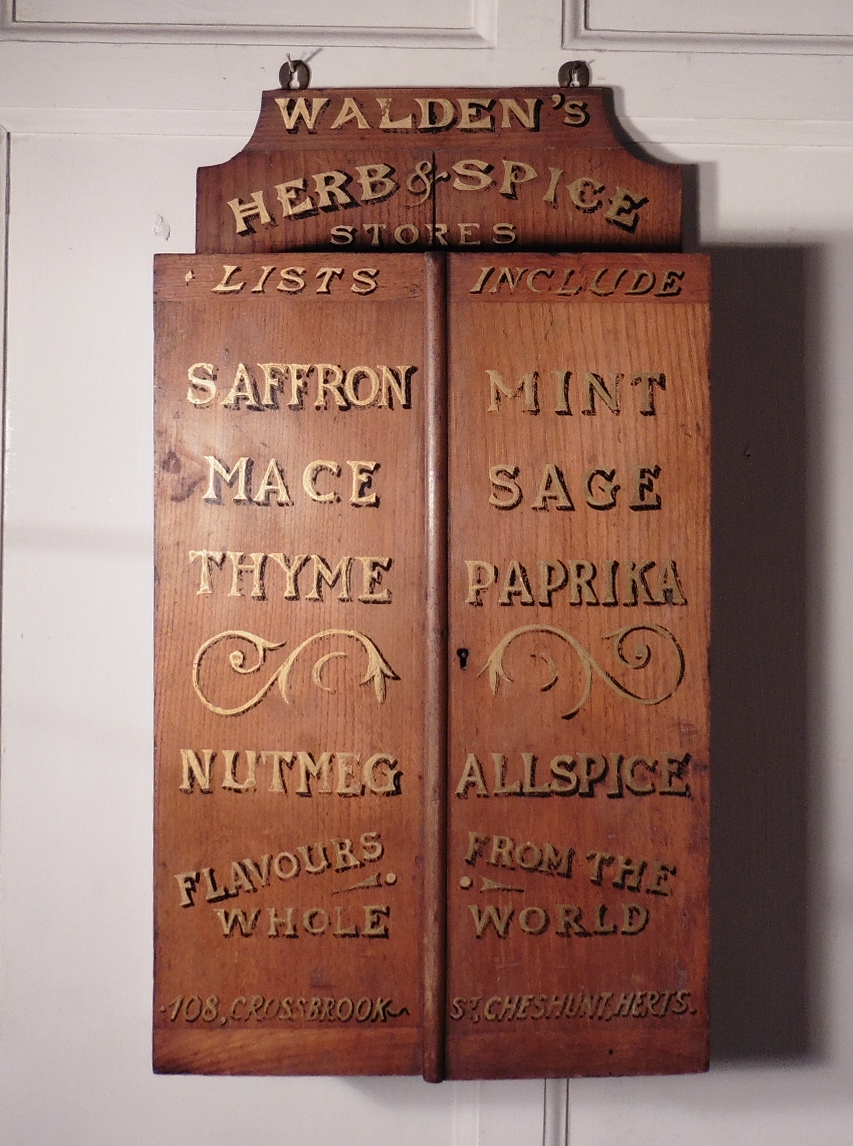 WALDEN's
HERB & SPICE
STORES
LISTS INCLUDE
SAFFRON MINT
MACE SAGE
THYME PAPRIKA
NUTMEG ALLSPICE
FLAVOURS FROM THE
WHOLE WORLD
108, CROSSBROOK ST, CHESHUNT, HERTS.